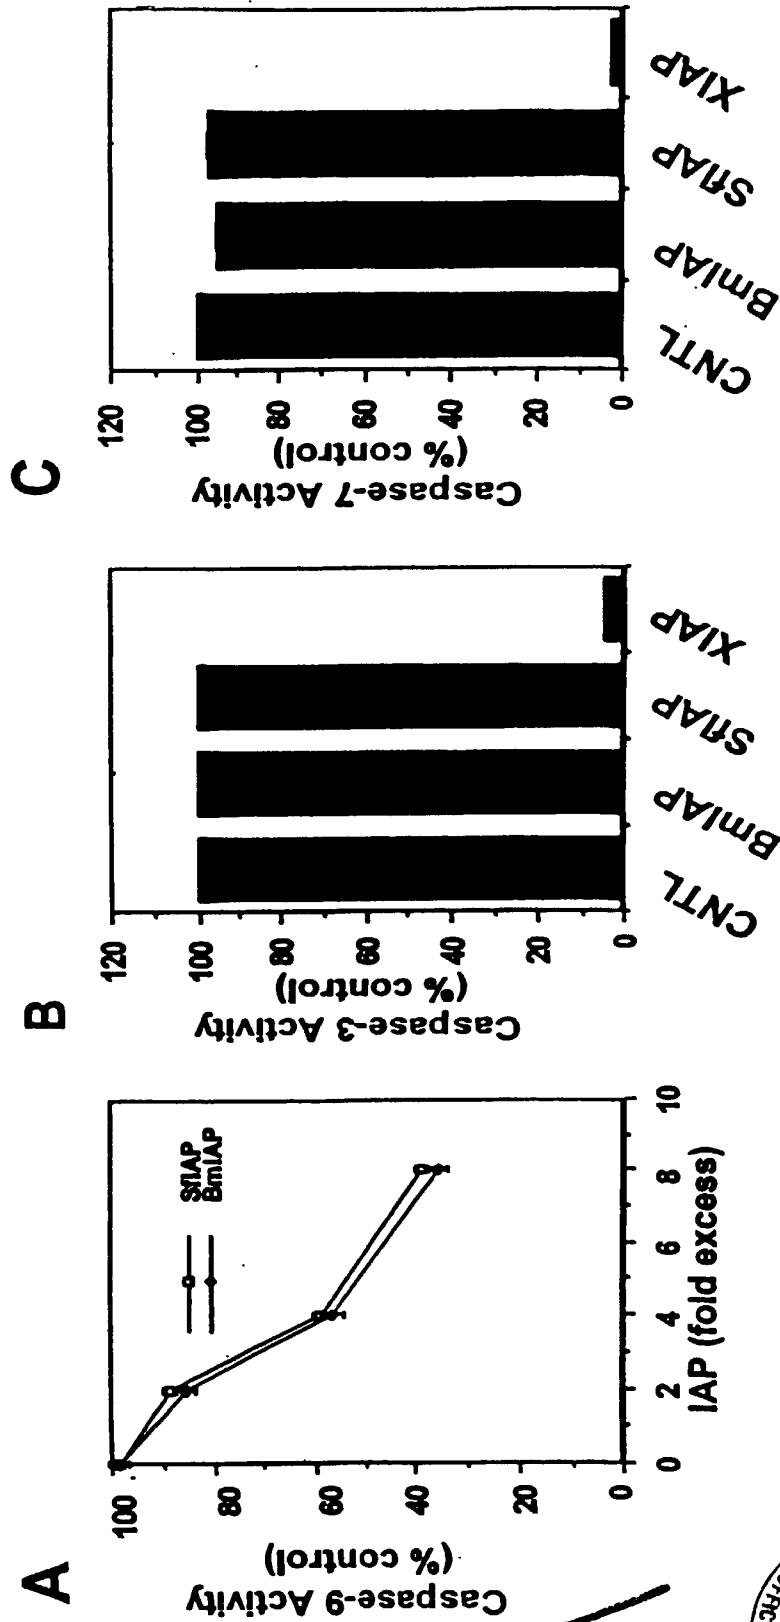 A
Caspase-9 Activity
(% control)
100
80
60
40
20
0
0 2 4 6 8 10
IAP (fold excess)
SfIAP
BmIAP
B
Caspase-3 Activity
(% control)
120
100
80
60
40
20
0
CNTL BmIAP SfIAP XIAP
C
Caspase-7 Activity
(% control)
120
100
80
60
40
20
0
CNTL BmIAP SfIAP XIAP